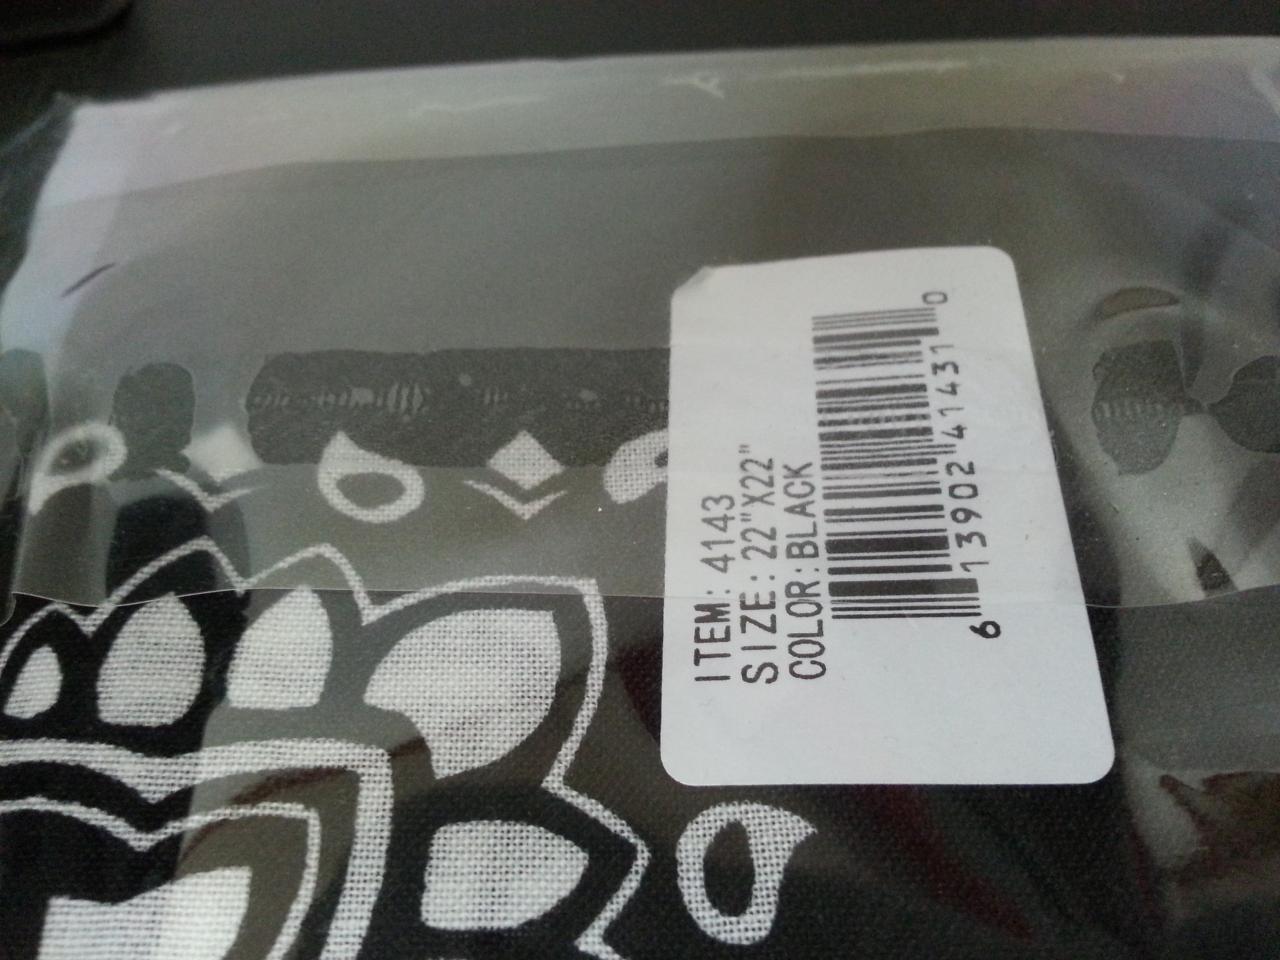 ITEM: 4143
SIZE: 22"X22"
COLOR:BLACK
6 13902 41431 0